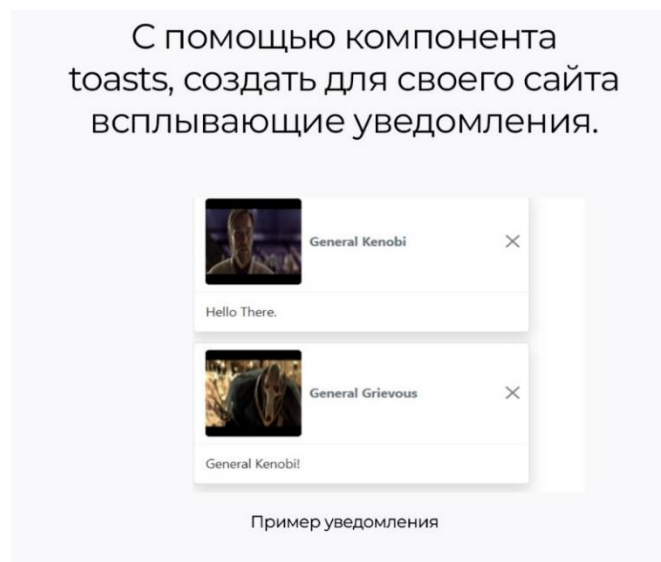 С помощью компонента
toasts, создать для своего сайта
всплывающие уведомления.
General Kenobi
Hello There.
General Grievous
General Kenobi!
Пример уведомления